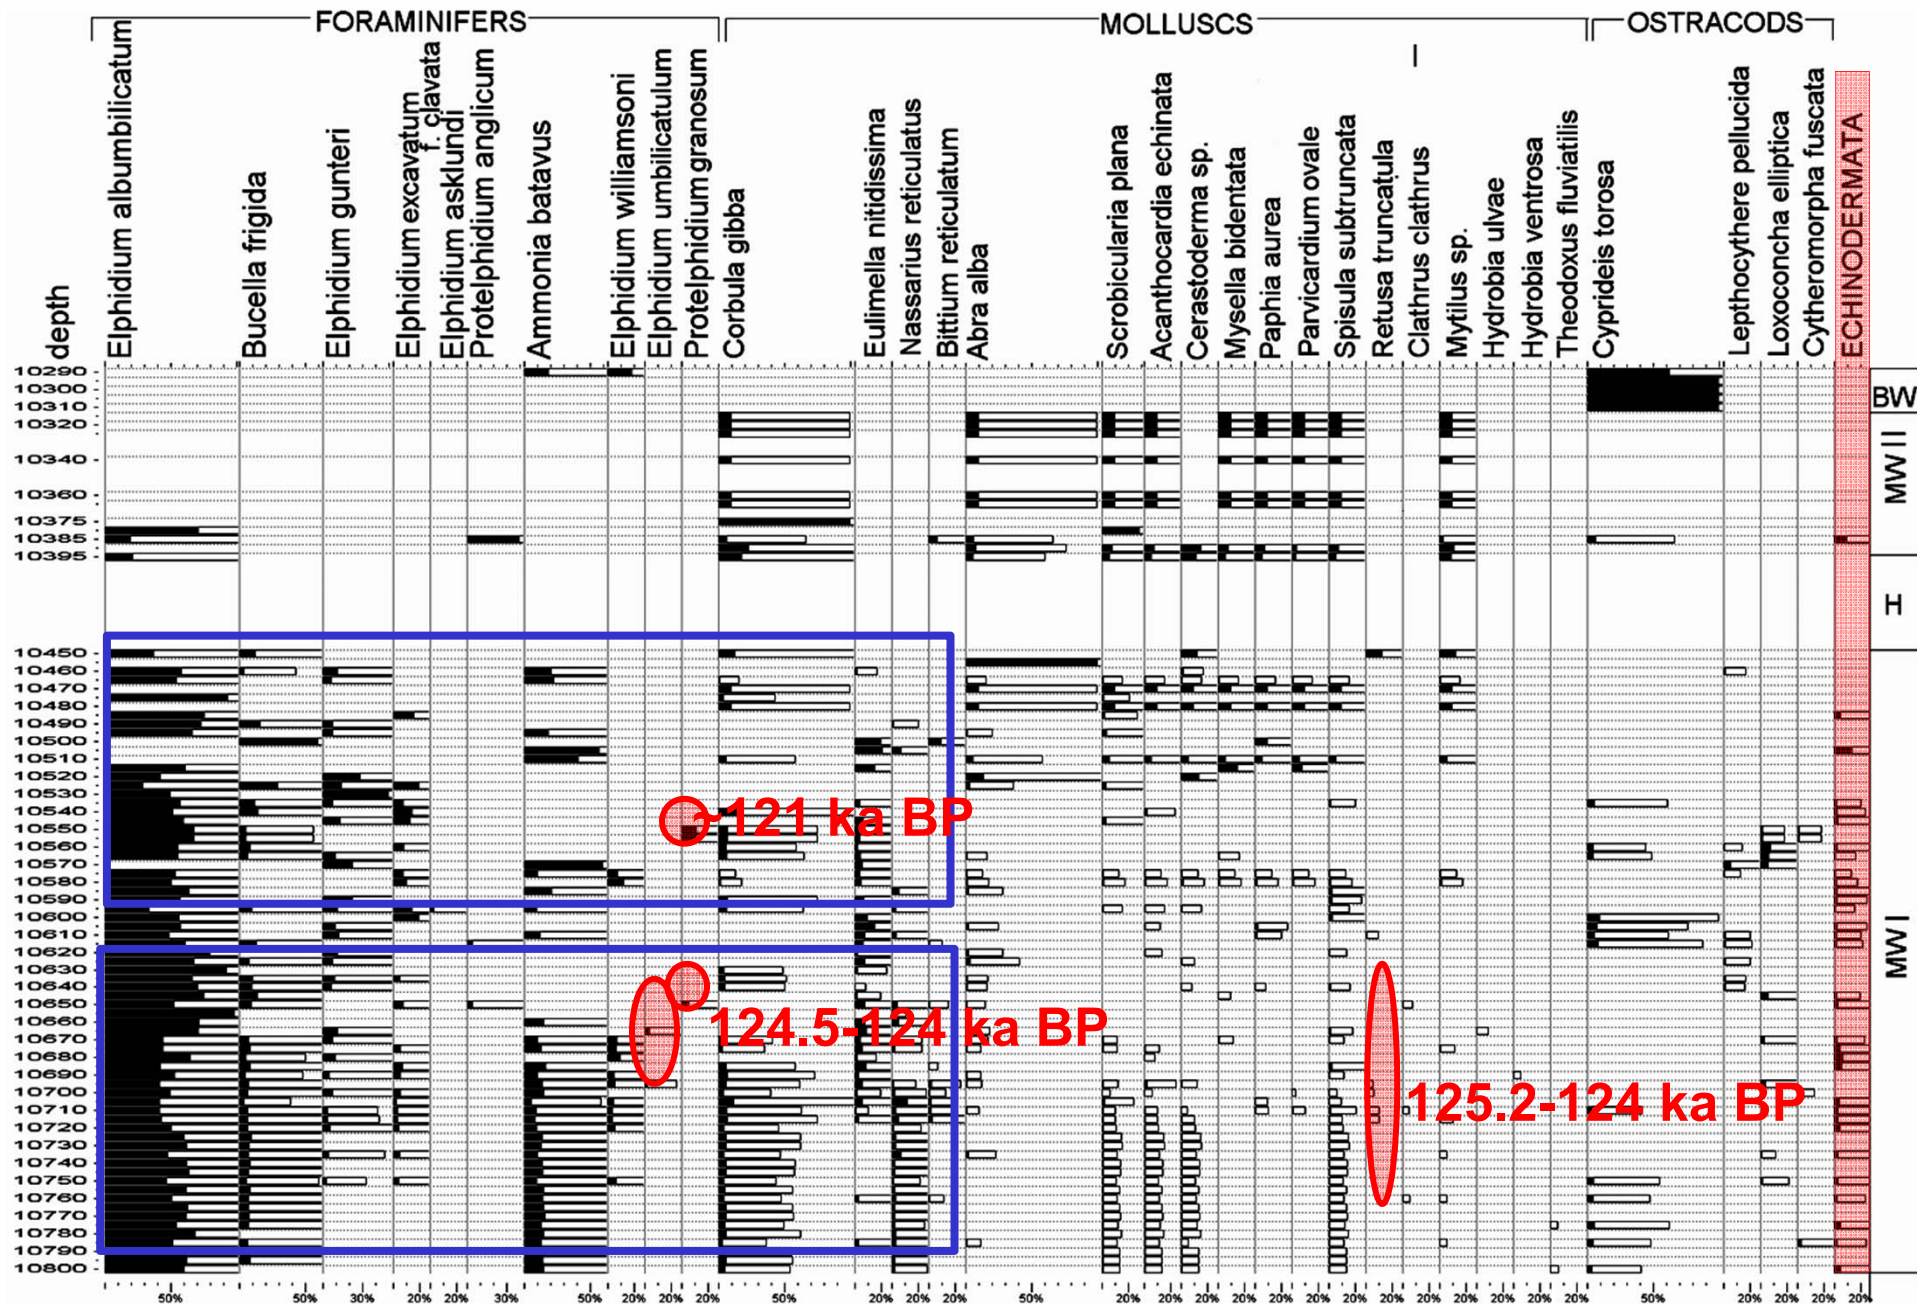 FORAMINIFERS MOLLUSCS OSTRACODS
I
depth
Elphidium albumbilicatum
Bucella frigida
Elphidium gunteri
Elphidium excavatum
f. clavata
Elphidium asklundi
Protelphidium anglicum
Ammonia batavus
Elphidium williamsoni
Elphidium umbilicatulum
Protelphidium granosum
Corbula gibba
Eulimella nitidissima
Nassarius reticulatus
Bittium reticulatum
Abra alba
Scrobicularia plana
Acanthocardia echinata
Cerastoderma sp.
Mysella bidentata
Paphia aurea
Parvicardium ovale
Spisula subtruncata
Retusa truncatula
Clathrus clathrus
Mytilus sp.
Hydrobia ulvae
Hydrobia ventrosa
Theodoxus fluviatilis
Cyprideis torosa
Lepthocythere pellucida
Loxoconcha elliptica
Cytheromorpha fuscata
ECHINODERMATA
10290
10300
10310
10320
10340
10360
10375
10385
10395
10450
10460
10470
10480
10490
10500
10510
10520
10530
10540
10550
10560
10570
10580
10590
10600
10610
10620
10630
10640
10650
10660
10670
10680
10690
10700
10710
10720
10730
10740
10750
10760
10770
10780
10790
10800
BW
MW II
H
MW I
~121 ka BP
124.5-124 ka BP
125.2-124 ka BP
50% 50% 30% 20% 20% 30% 50% 20% 20% 20% 50% 20% 20% 20% 50% 20% 20% 20% 20% 20% 20% 20% 20% 20% 20% 20% 20% 20% 50% 20% 20% 20% 20%